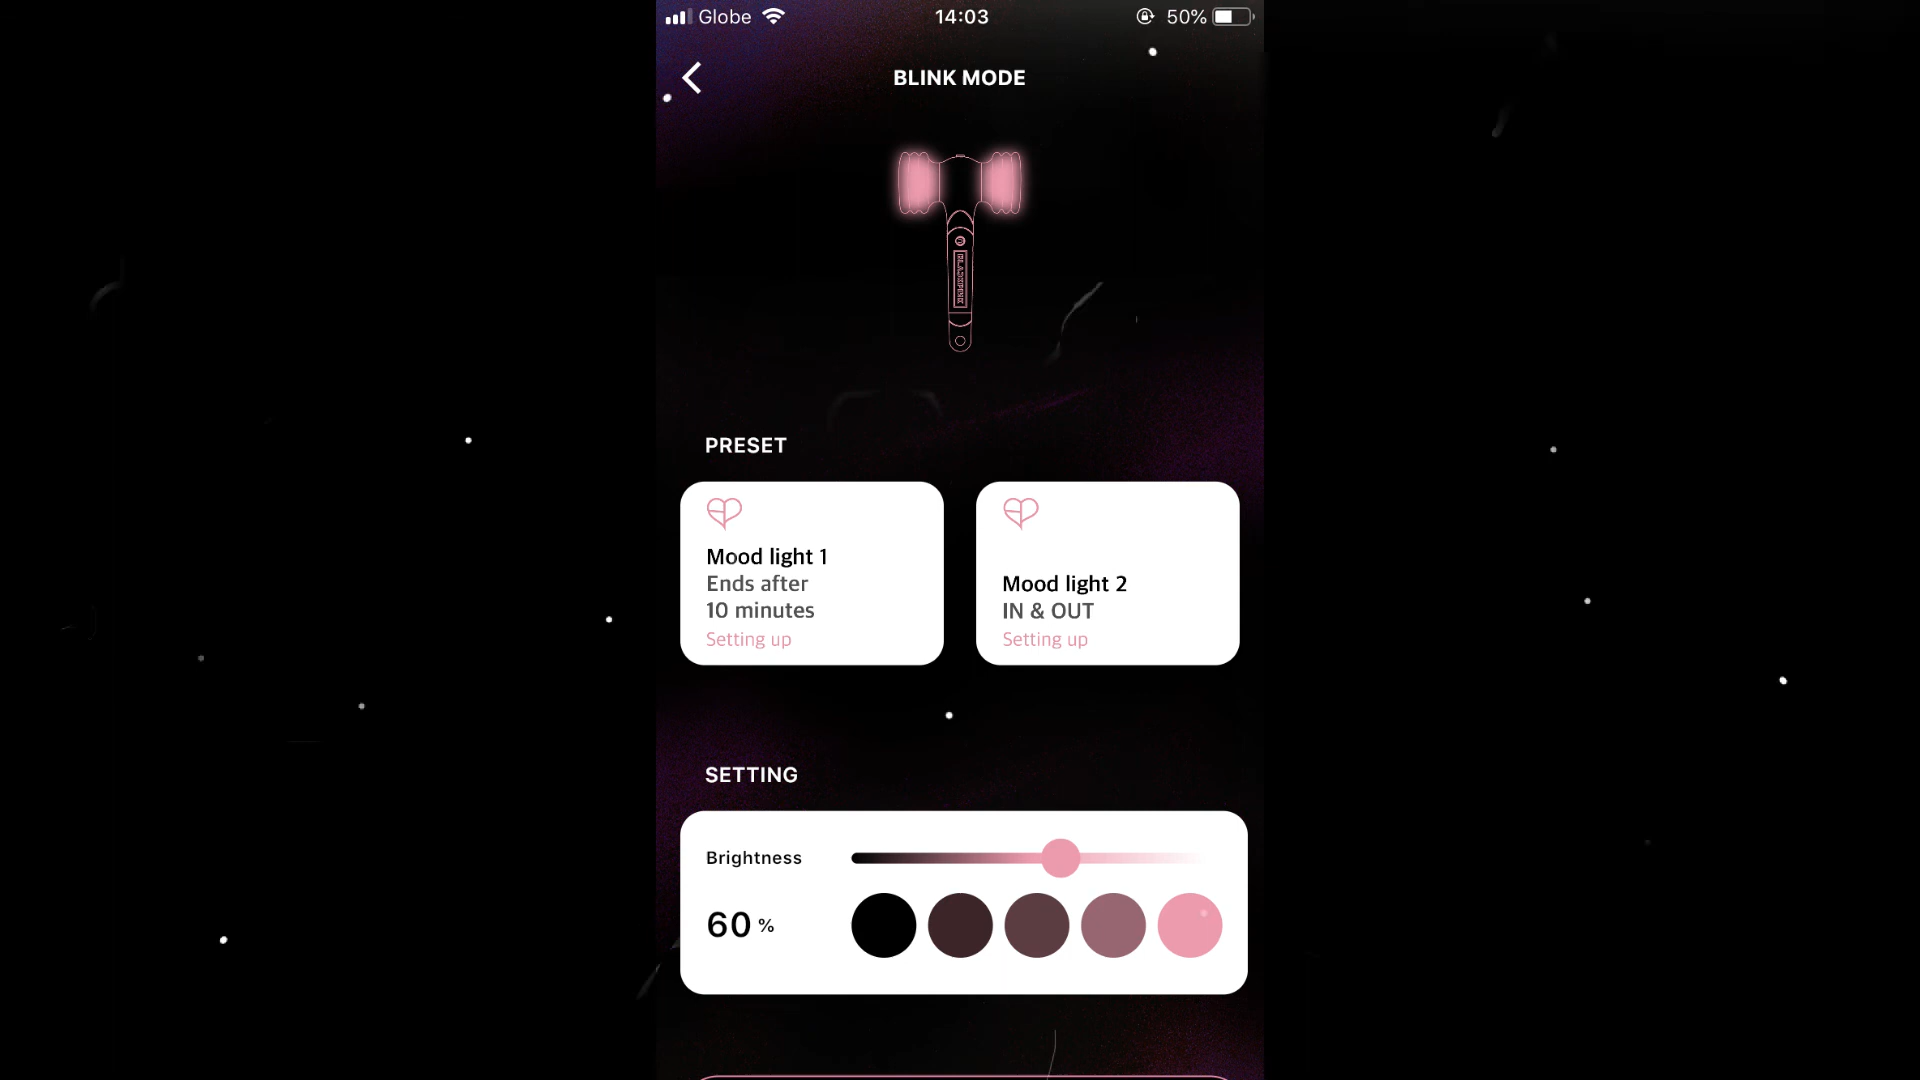 Globe
14:03
50%
BLINK MODE
BLACKPINK
PRESET
Mood light 1
Ends after
10 minutes
Setting up
Mood light 2
IN & OUT
Setting up
SETTING
Brightness
60 %